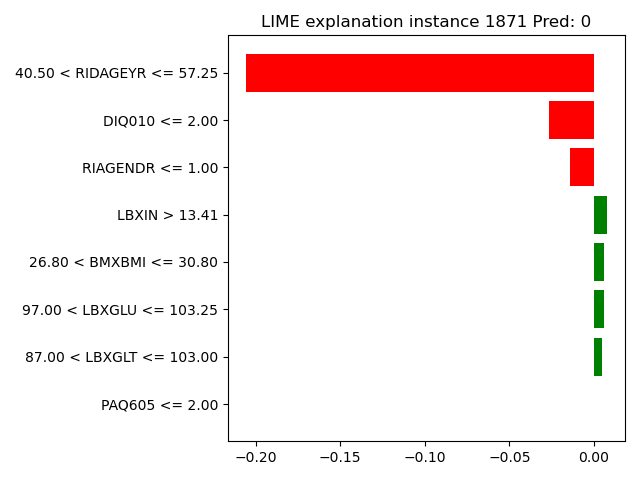 LIME explanation instance 1871 Pred: 0
40.50 < RIDAGEYR <= 57.25
DIQ010 <= 2.00
RIAGENDR <= 1.00
LBXIN > 13.41
26.80 < BMXBMI <= 30.80
97.00 < LBXGLU <= 103.25
87.00 < LBXGLT <= 103.00
PAQ605 <= 2.00
−0.20 −0.15 −0.10 −0.05 0.00